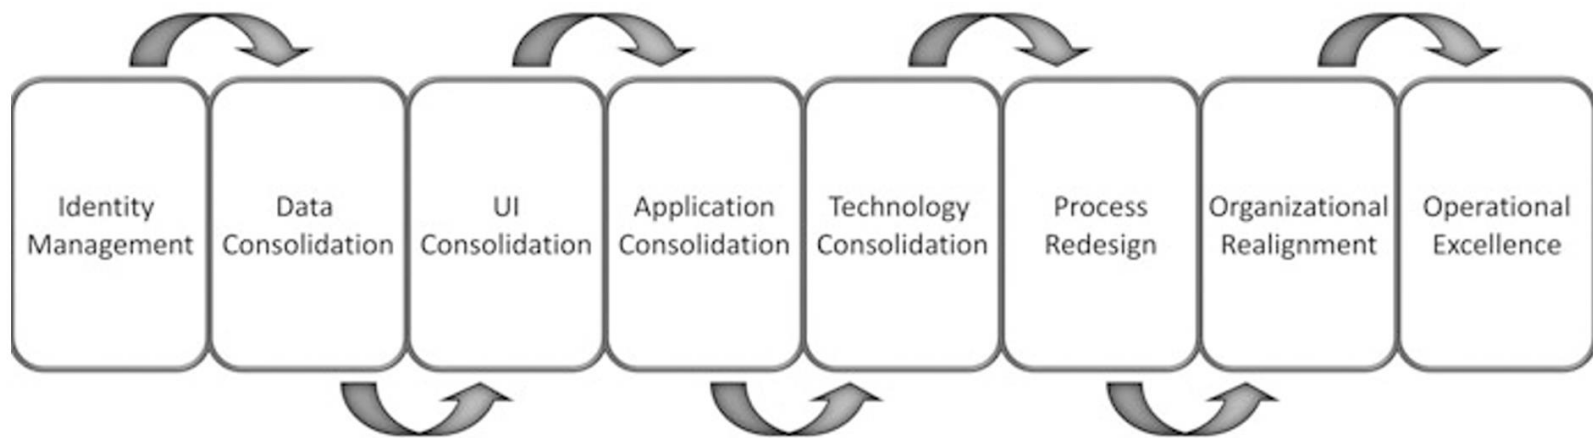 Identity
Management
Data
Consolidation
UI
Consolidation
Application
Consolidation
Technology
Consolidation
Process
Redesign
Organizational
Realignment
Operational
Excellence